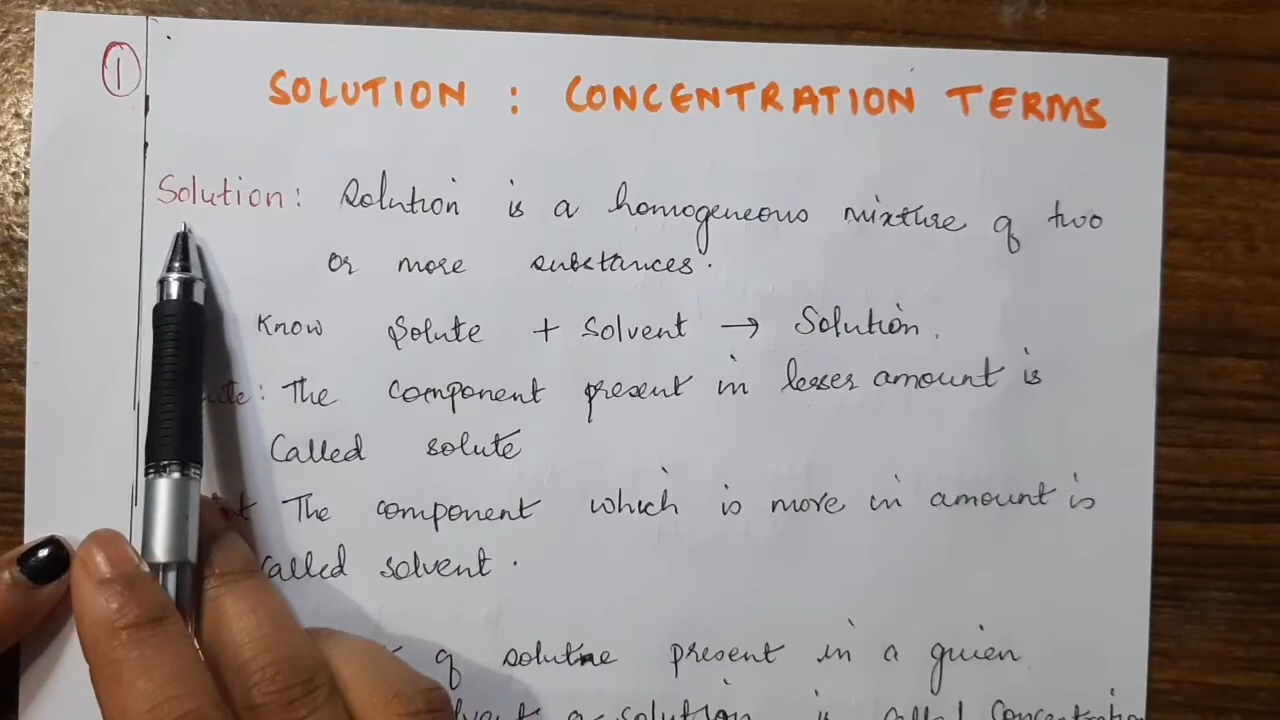 1
SOLUTION : CONCENTRATION TERMS
Solution: Solution is a homogeneous mixture of two
or more substances.
Know Solute + Solvent → Solution.
The component present in lesser amount is
Called solute
The component which is more in amount is
called solvent.
of solute present in a given
a solution is called Concentration